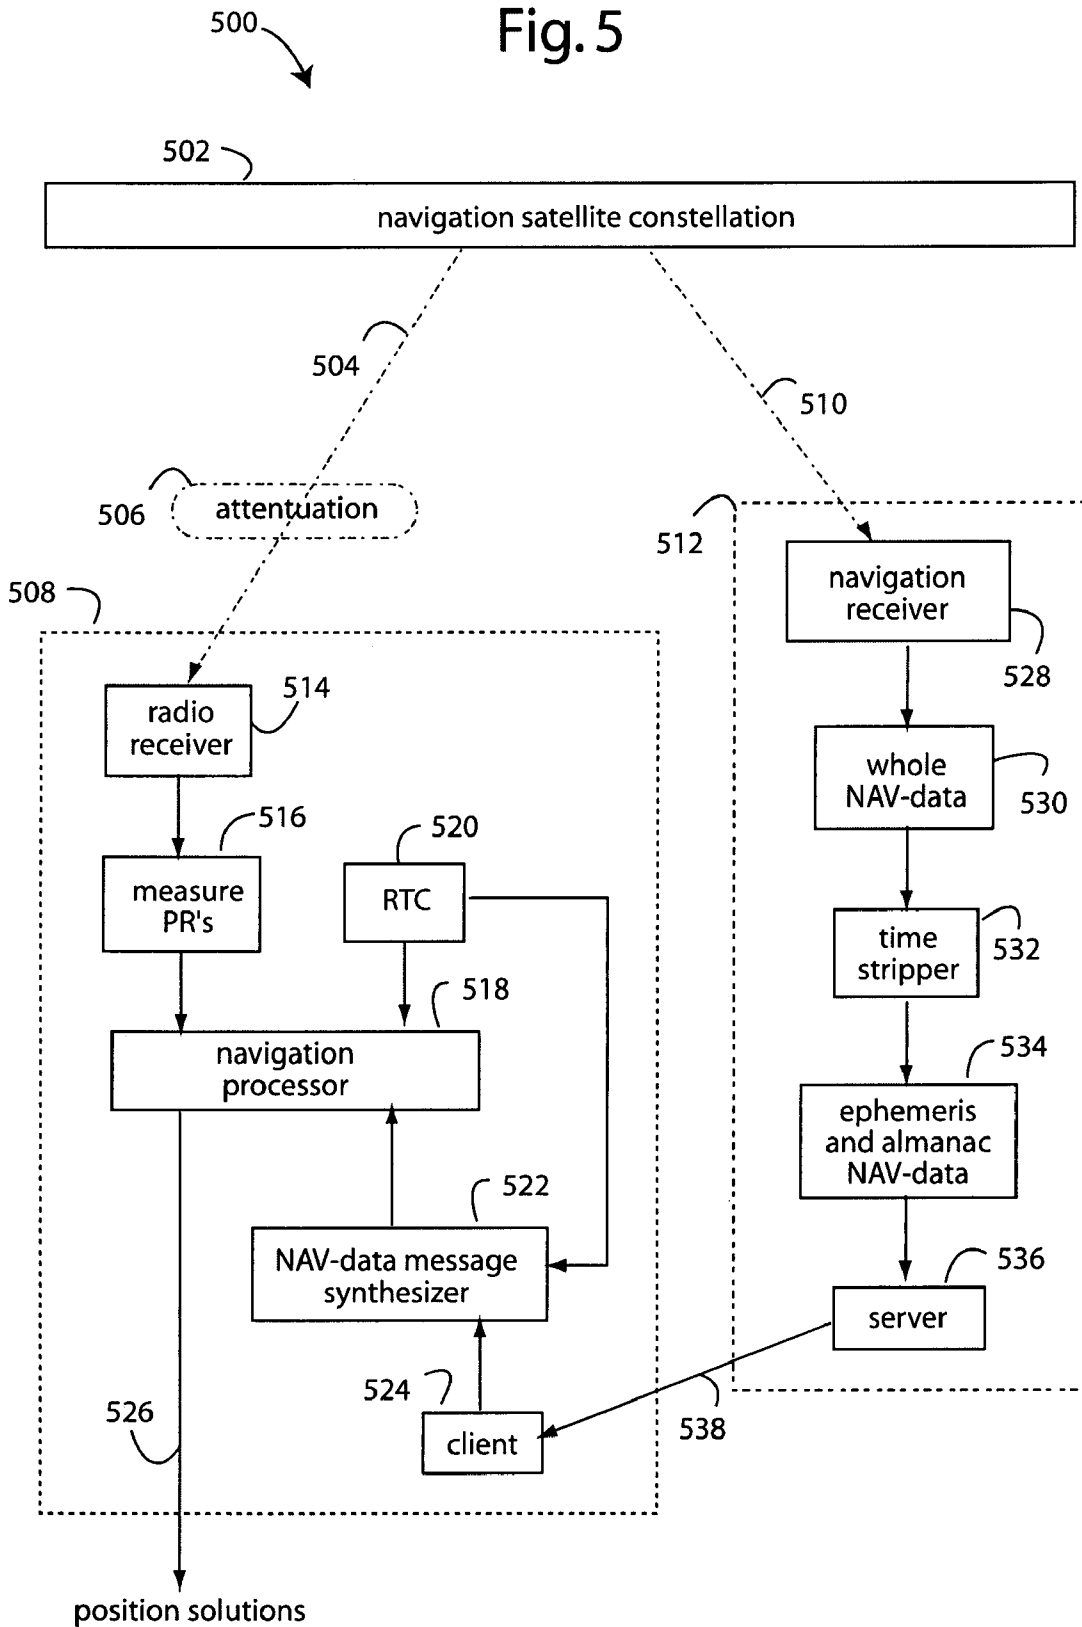 Fig. 5
500
502
navigation satellite constellation
504
510
506
attentuation
512
navigation
receiver
528
508
radio
receiver
514
whole
NAV-data
530
measure
PR's
516
520
RTC
time
stripper
532
518
navigation
processor
534
ephemeris
and almanac
NAV-data
522
NAV-data message
synthesizer
536
server
524
client
538
526
position solutions